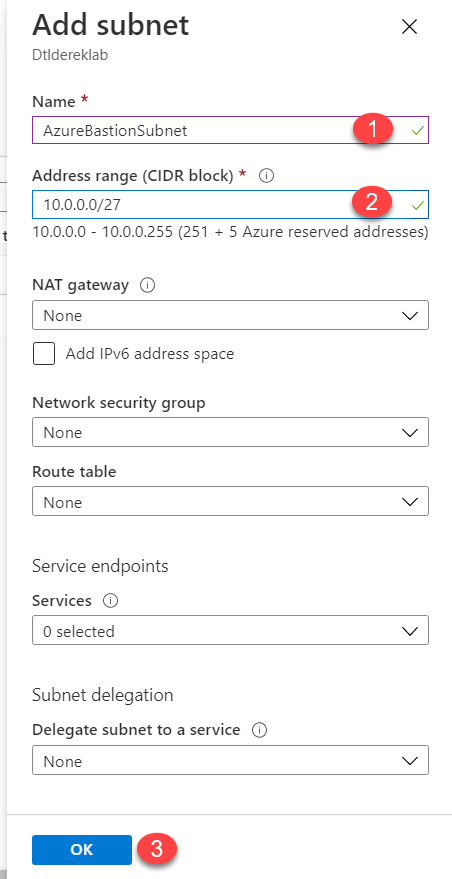 Add subnet
Dtldereklab
Name *
AzureBastionSubnet
1
Address range (CIDR block) *
10.0.0.0/27
2
10.0.0.0 - 10.0.0.255 (251 + 5 Azure reserved addresses)
NAT gateway
None
Add IPv6 address space
Network security group
None
Route table
None
Service endpoints
Services
0 selected
Subnet delegation
Delegate subnet to a service
None
OK
3